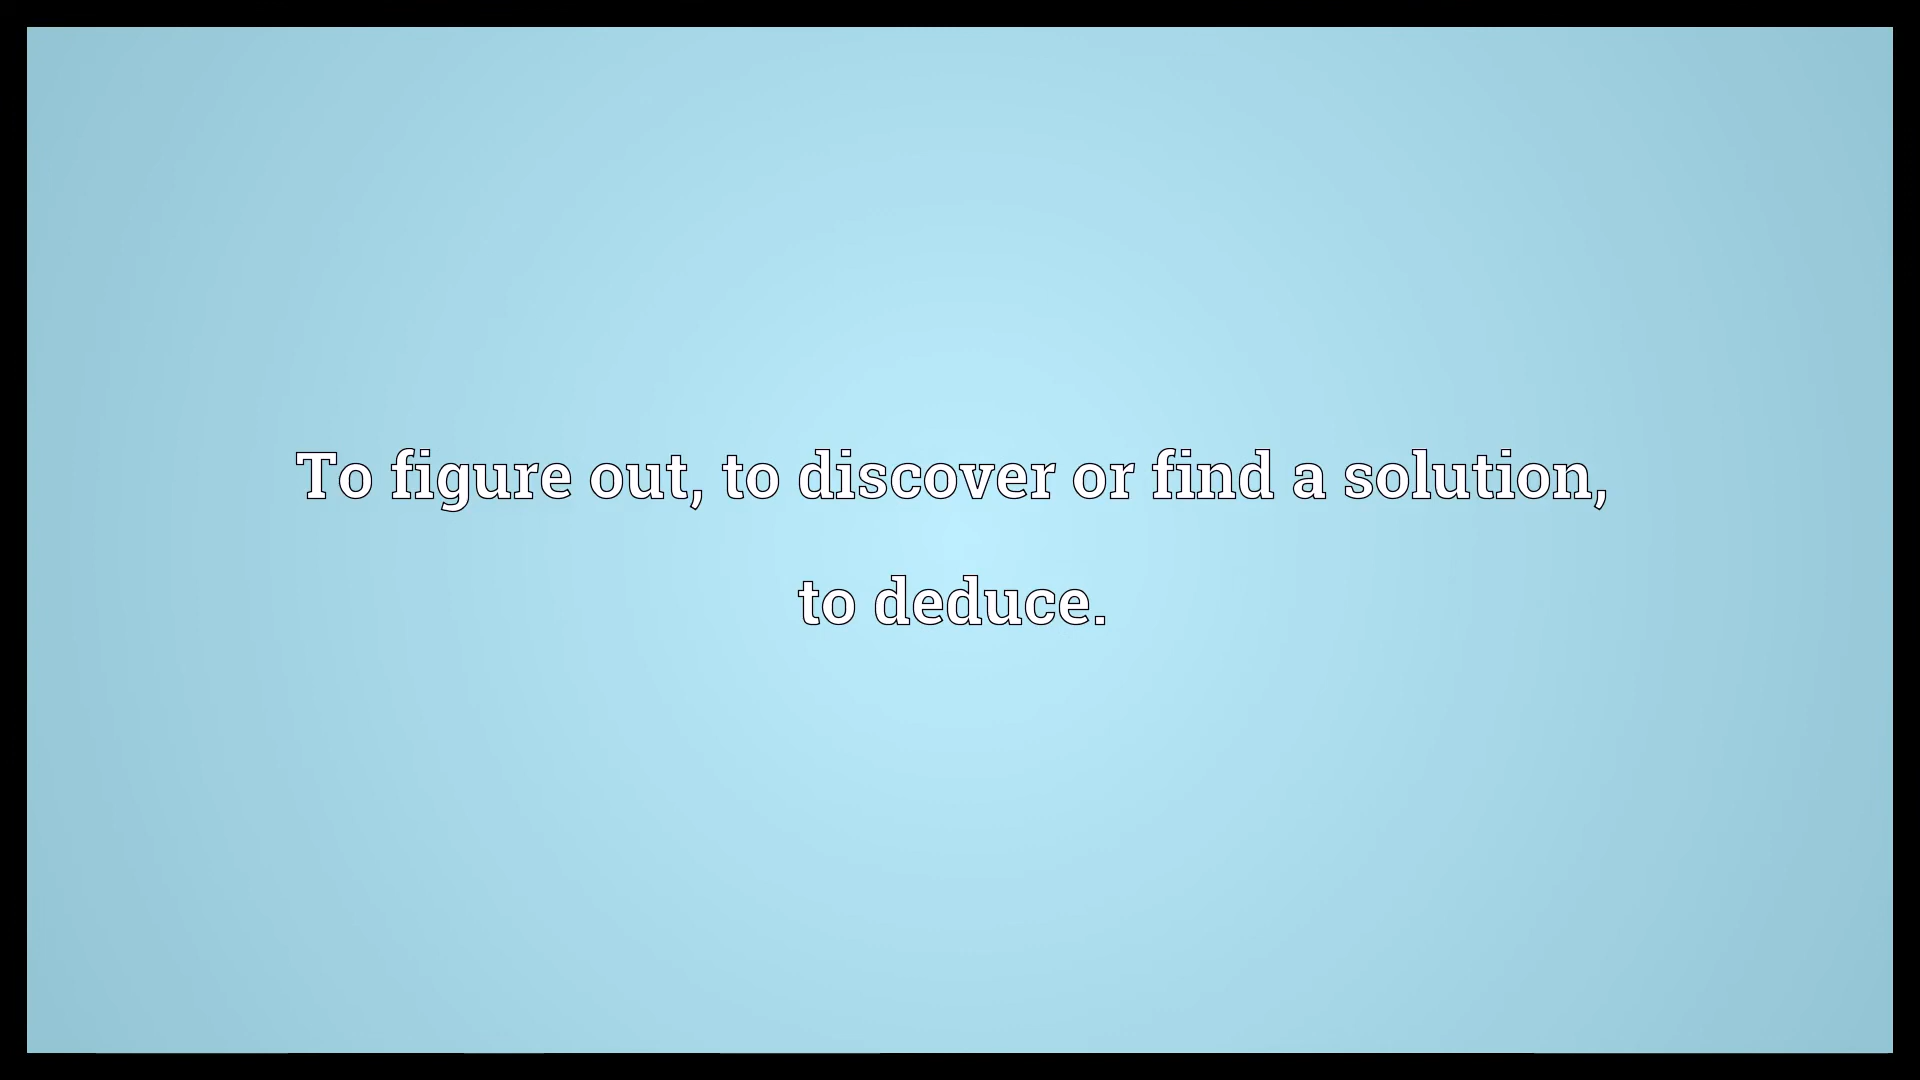 To figure out, to discover or find a solution,
to deduce.